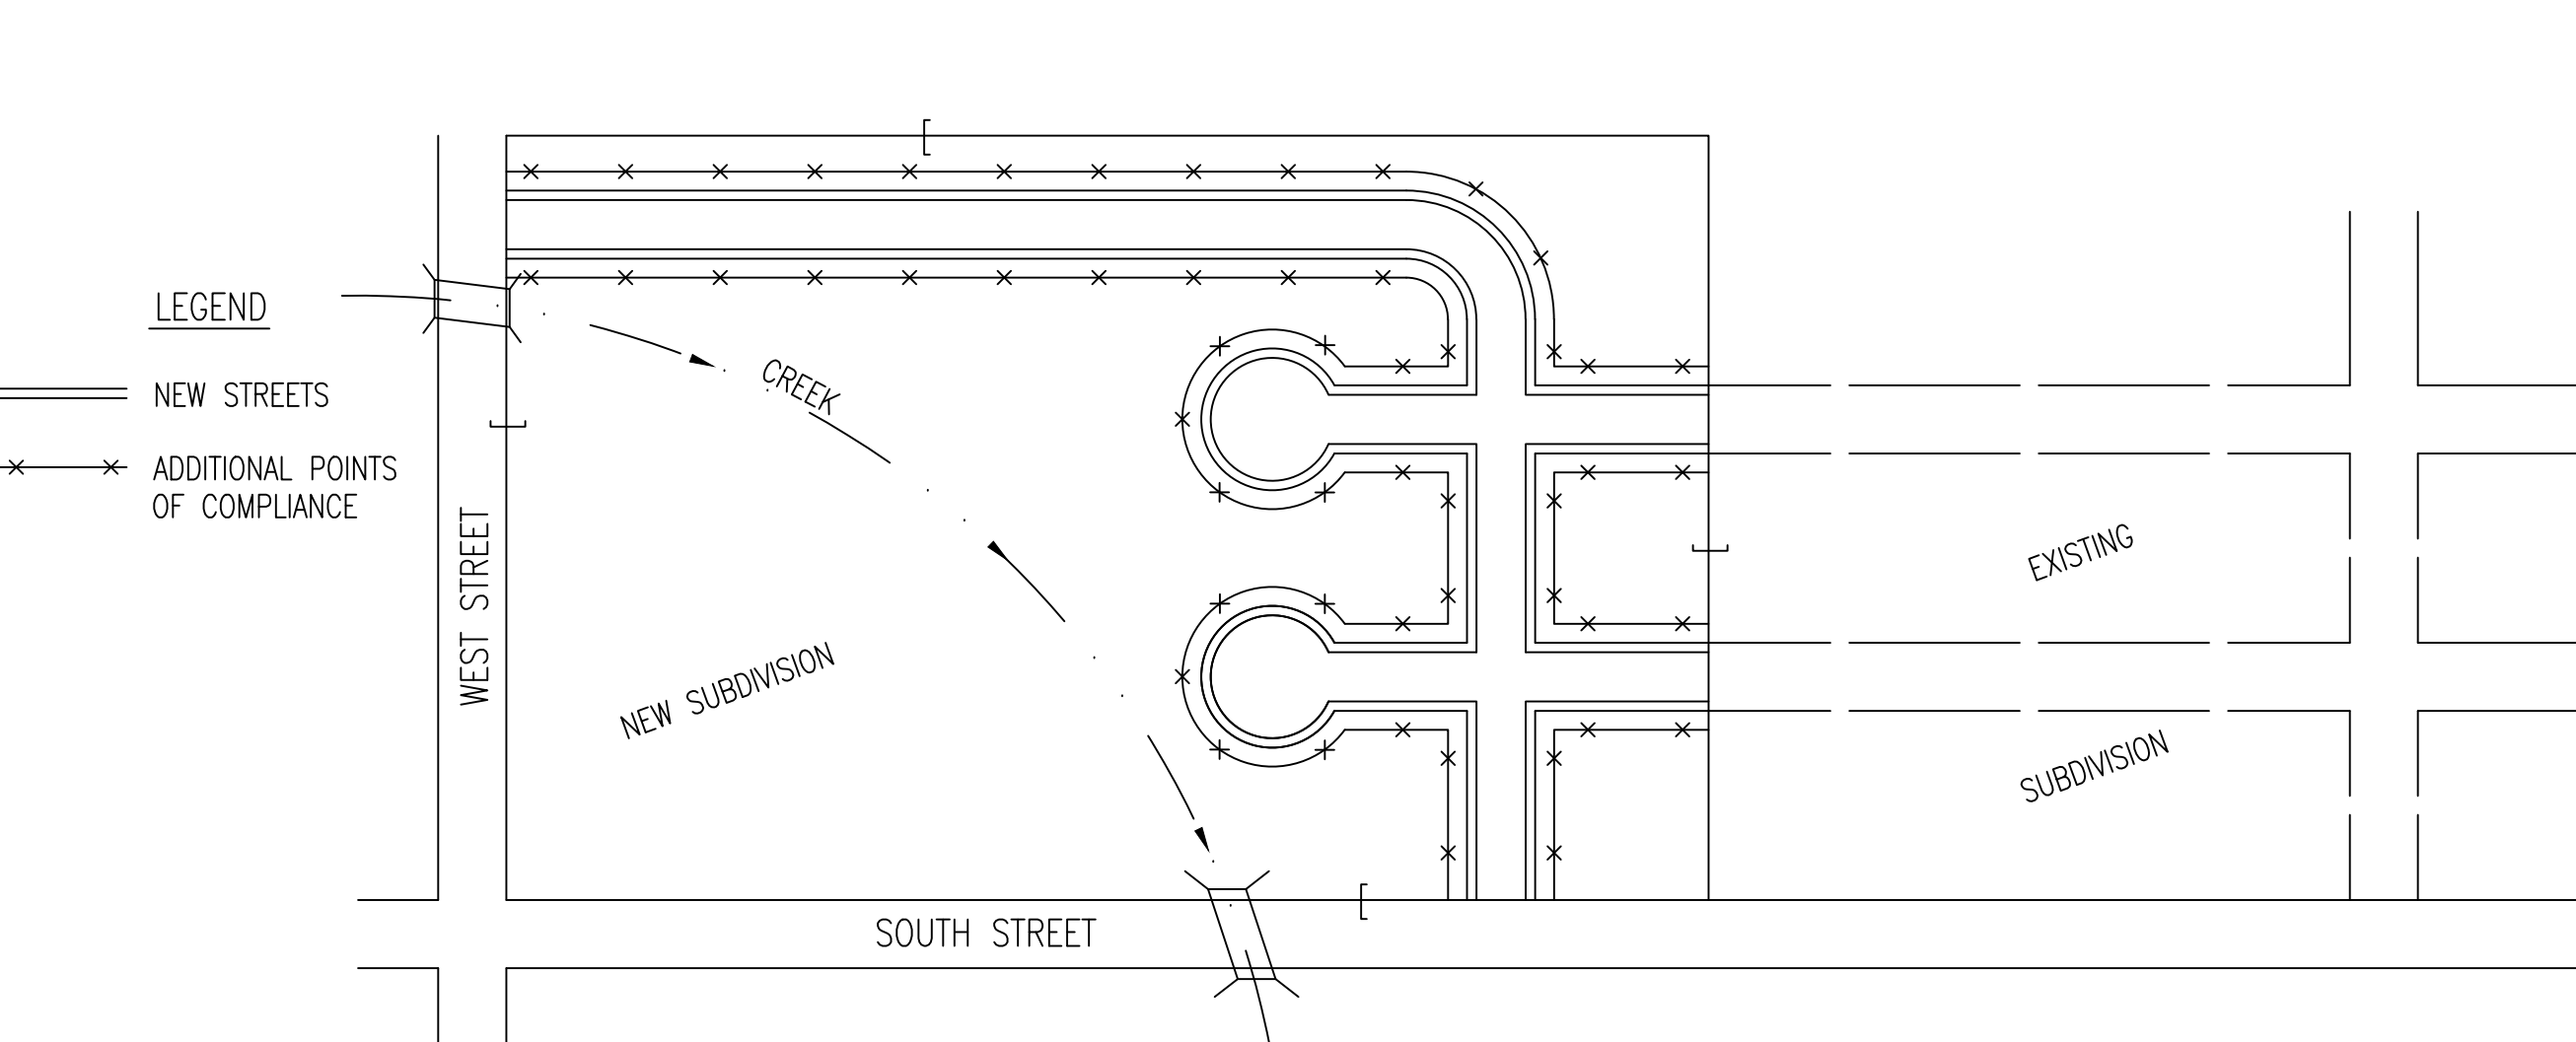 LEGEND
NEW STREETS
ADDITIONAL POINTS
OF COMPLIANCE
WEST STREET
CREEK
NEW SUBDIVISION
SOUTH STREET
EXISTING
SUBDIVISION